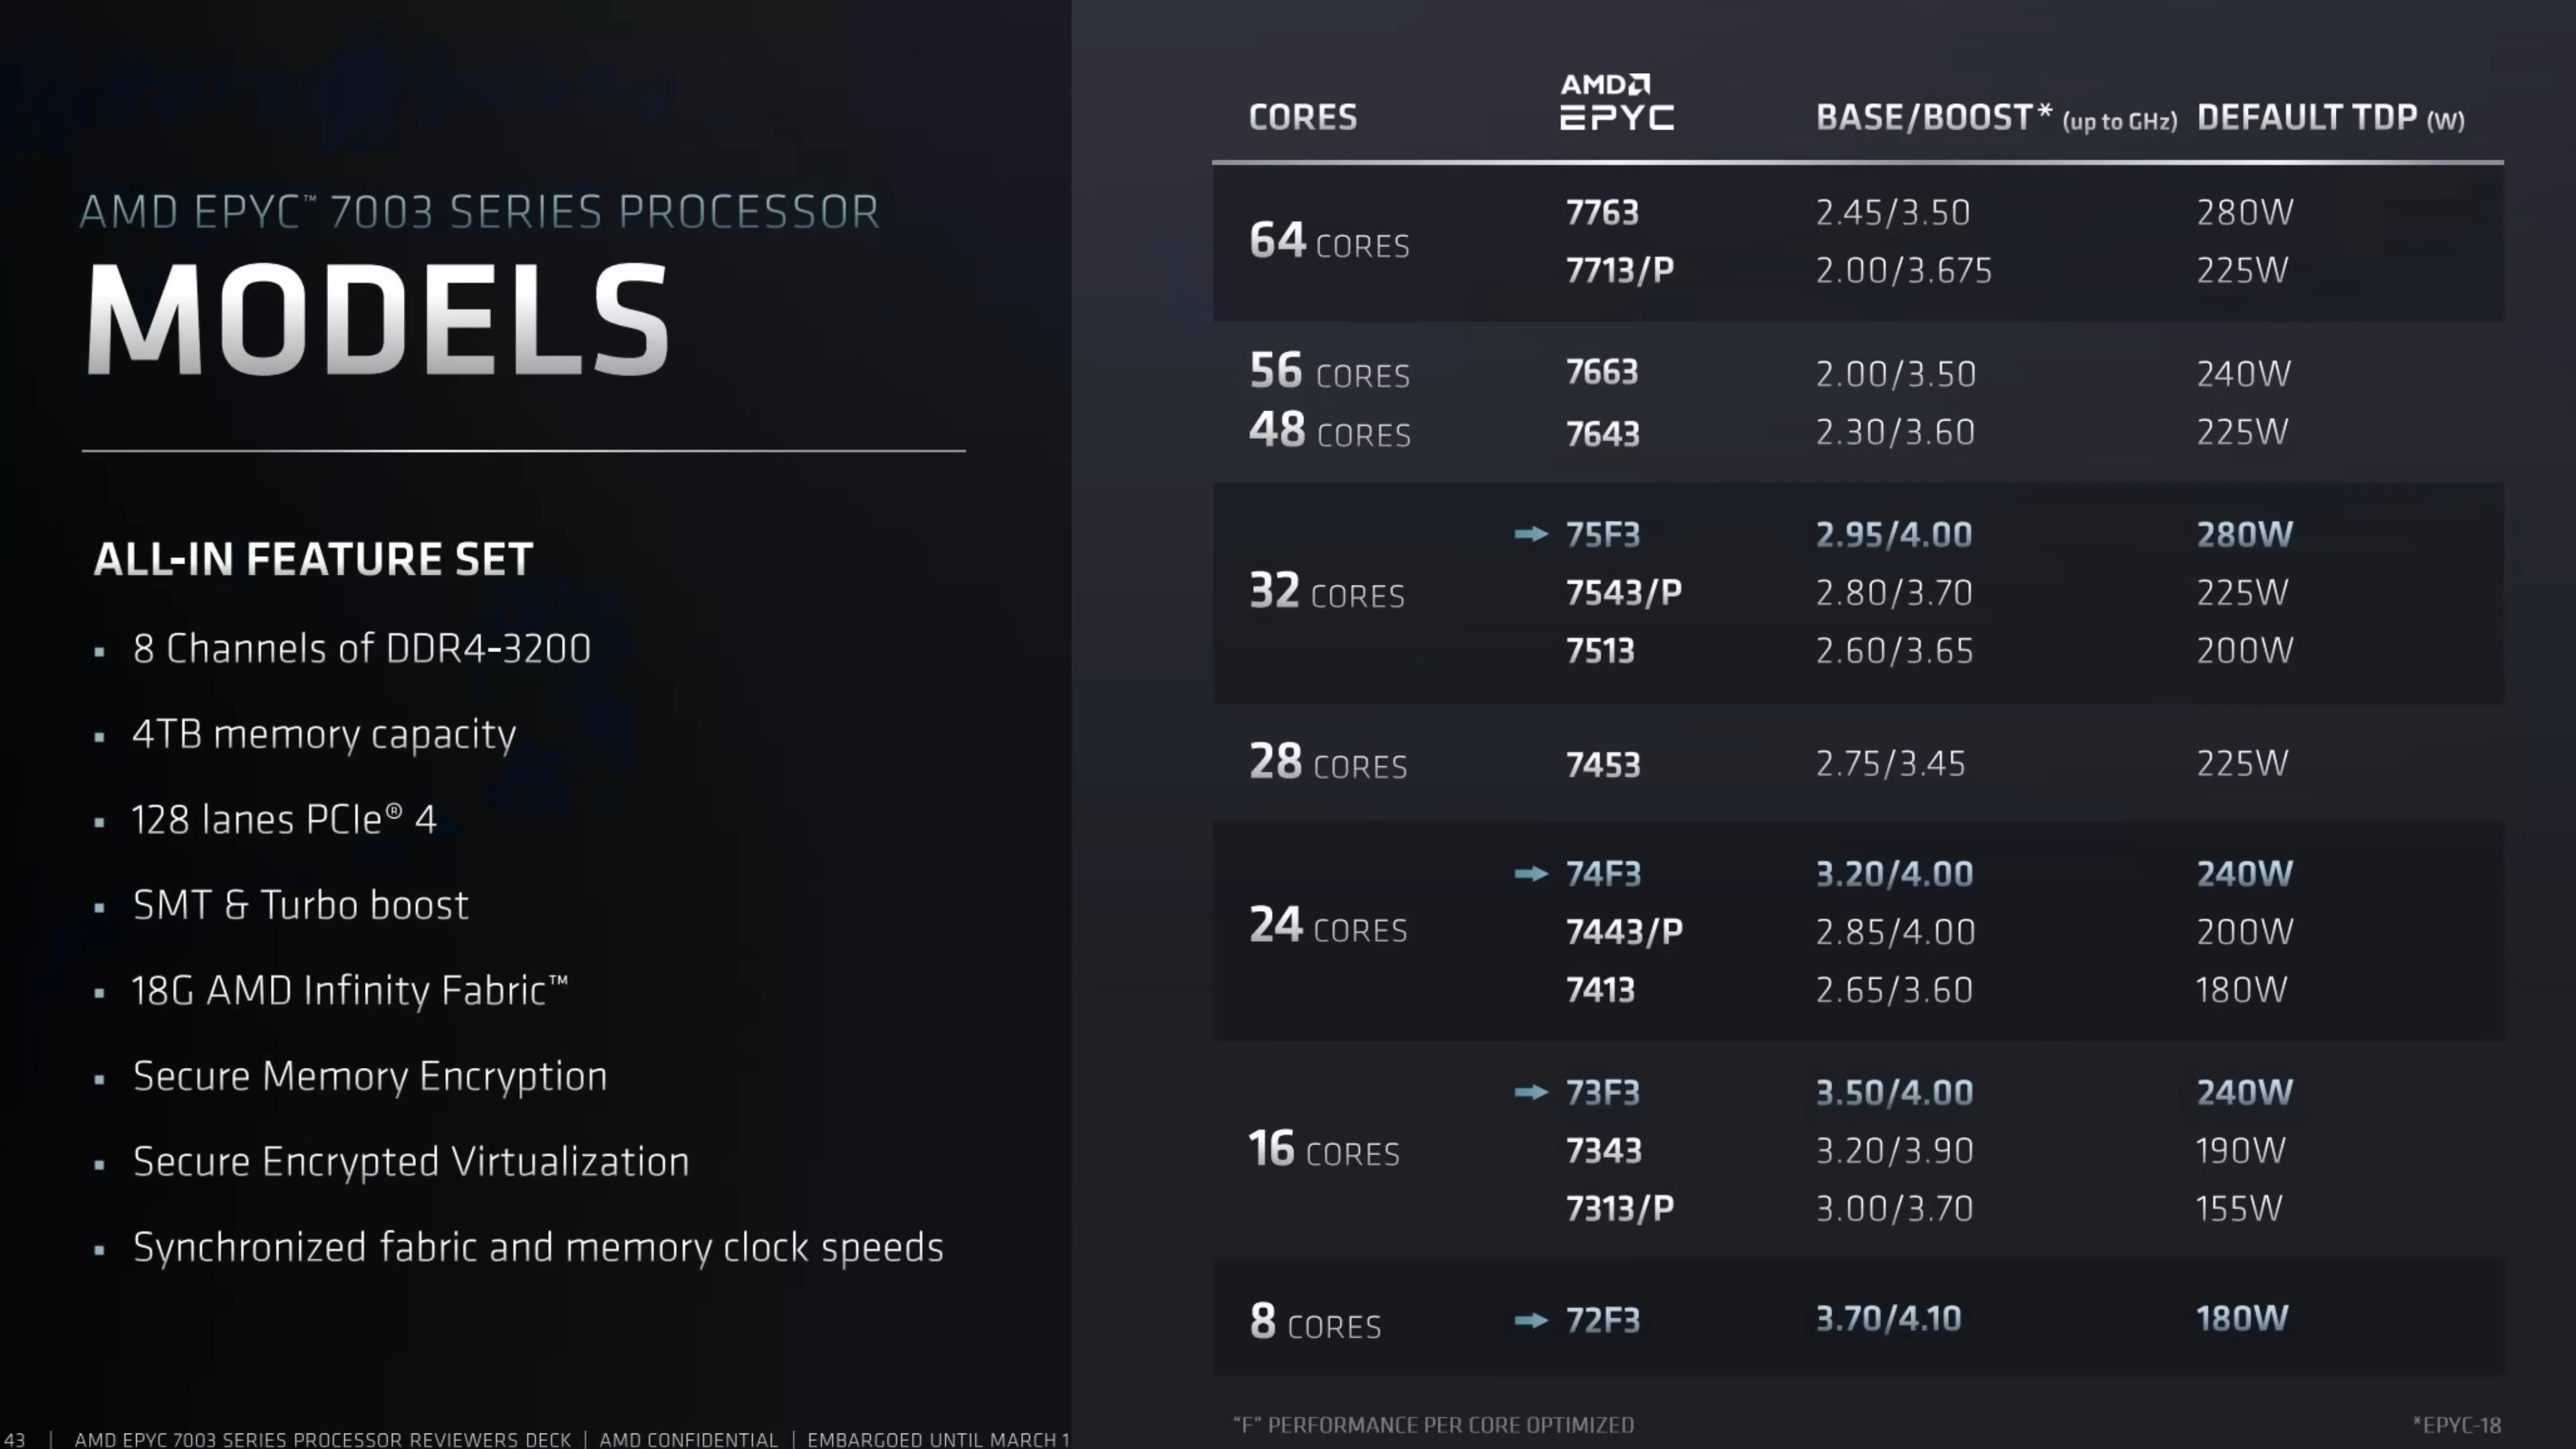 AMD EPYC™ 7003 SERIES PROCESSOR
MODELS
ALL-IN FEATURE SET
▪ 8 Channels of DDR4-3200
▪ 4TB memory capacity
▪ 128 lanes PCIe® 4
▪ SMT & Turbo boost
▪ 18G AMD Infinity Fabric™
▪ Secure Memory Encryption
▪ Secure Encrypted Virtualization
▪ Synchronized fabric and memory clock speeds
43 | AMD EPYC 7003 SERIES PROCESSOR REVIEWERS DECK | AMD CONFIDENTIAL | EMBARGOED UNTIL MARCH 1
CORES AMD EPYC BASE/BOOST* (up to GHz) DEFAULT TDP (W)
64 CORES
7763 2.45/3.50 280W
7713/P 2.00/3.675 225W
56 CORES 7663 2.00/3.50 240W
48 CORES 7643 2.30/3.60 225W
32 CORES
75F3 2.95/4.00 280W
7543/P 2.80/3.70 225W
7513 2.60/3.65 200W
28 CORES 7453 2.75/3.45 225W
24 CORES
74F3 3.20/4.00 240W
7443/P 2.85/4.00 200W
7413 2.65/3.60 180W
16 CORES
73F3 3.50/4.00 240W
7343 3.20/3.90 190W
7313/P 3.00/3.70 155W
8 CORES 72F3 3.70/4.10 180W
"F" PERFORMANCE PER CORE OPTIMIZED *EPYC-18